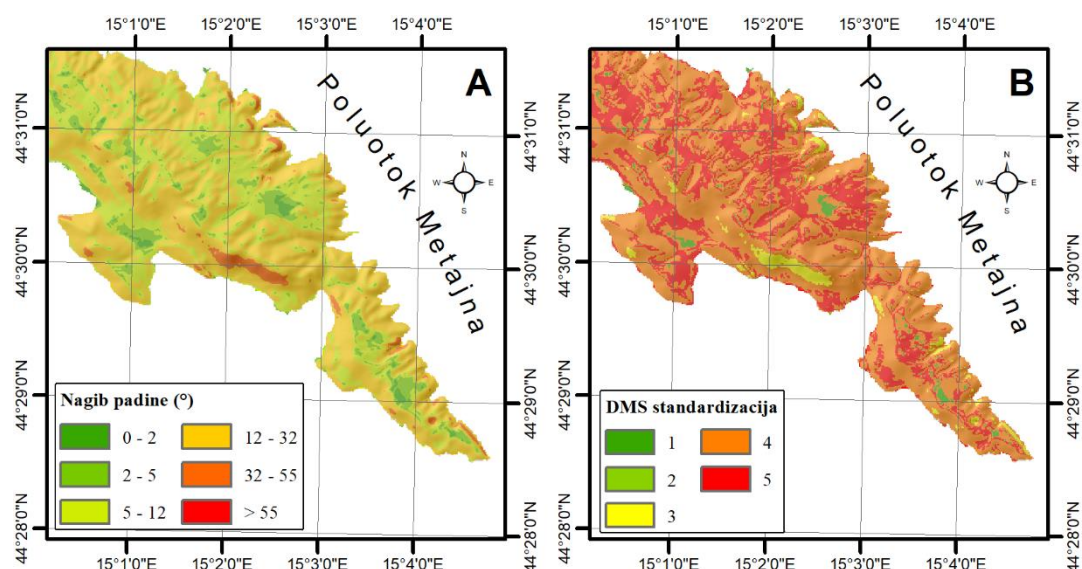 15°1'0"E 15°2'0"E 15°3'0"E 15°4'0"E
A
Poluotok Metajna
44°31'0"N
44°30'0"N
44°29'0"N
44°28'0"N
N
W E
S
Nagib padine (°)
0 - 2 12 - 32
2 - 5 32 - 55
5 - 12 > 55
15°1'0"E 15°2'0"E 15°3'0"E 15°4'0"E
15°1'0"E 15°2'0"E 15°3'0"E 15°4'0"E
B
Poluotok Metajna
44°31'0"N 44°31'0"N
44°30'0"N 44°30'0"N
44°29'0"N 44°29'0"N
44°28'0"N 44°28'0"N
N
W E
S
DMS standardizacija
1 4
2 5
3
15°1'0"E 15°2'0"E 15°3'0"E 15°4'0"E